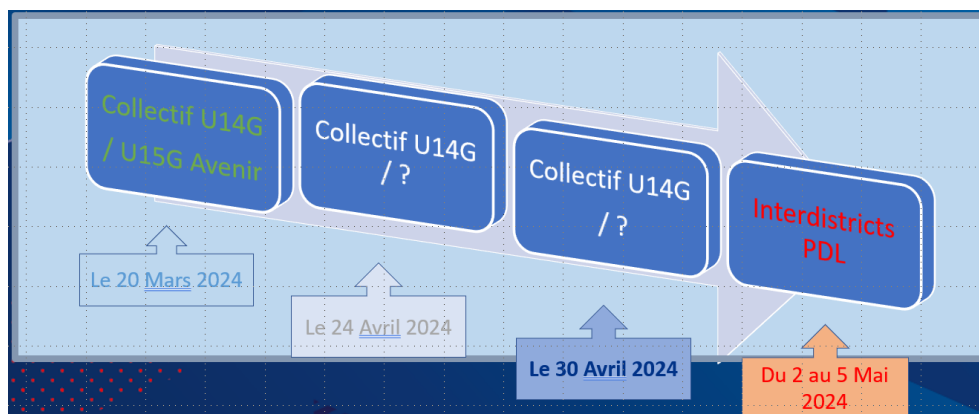 Collectif U14G
/ U15G Avenir
Collectif U14G
/ ?
Collectif U14G
/ ?
Interdistricts
PDL
Le 20 Mars 2024
Le 24 Avril 2024
Le 30 Avril 2024
Du 2 au 5 Mai
2024